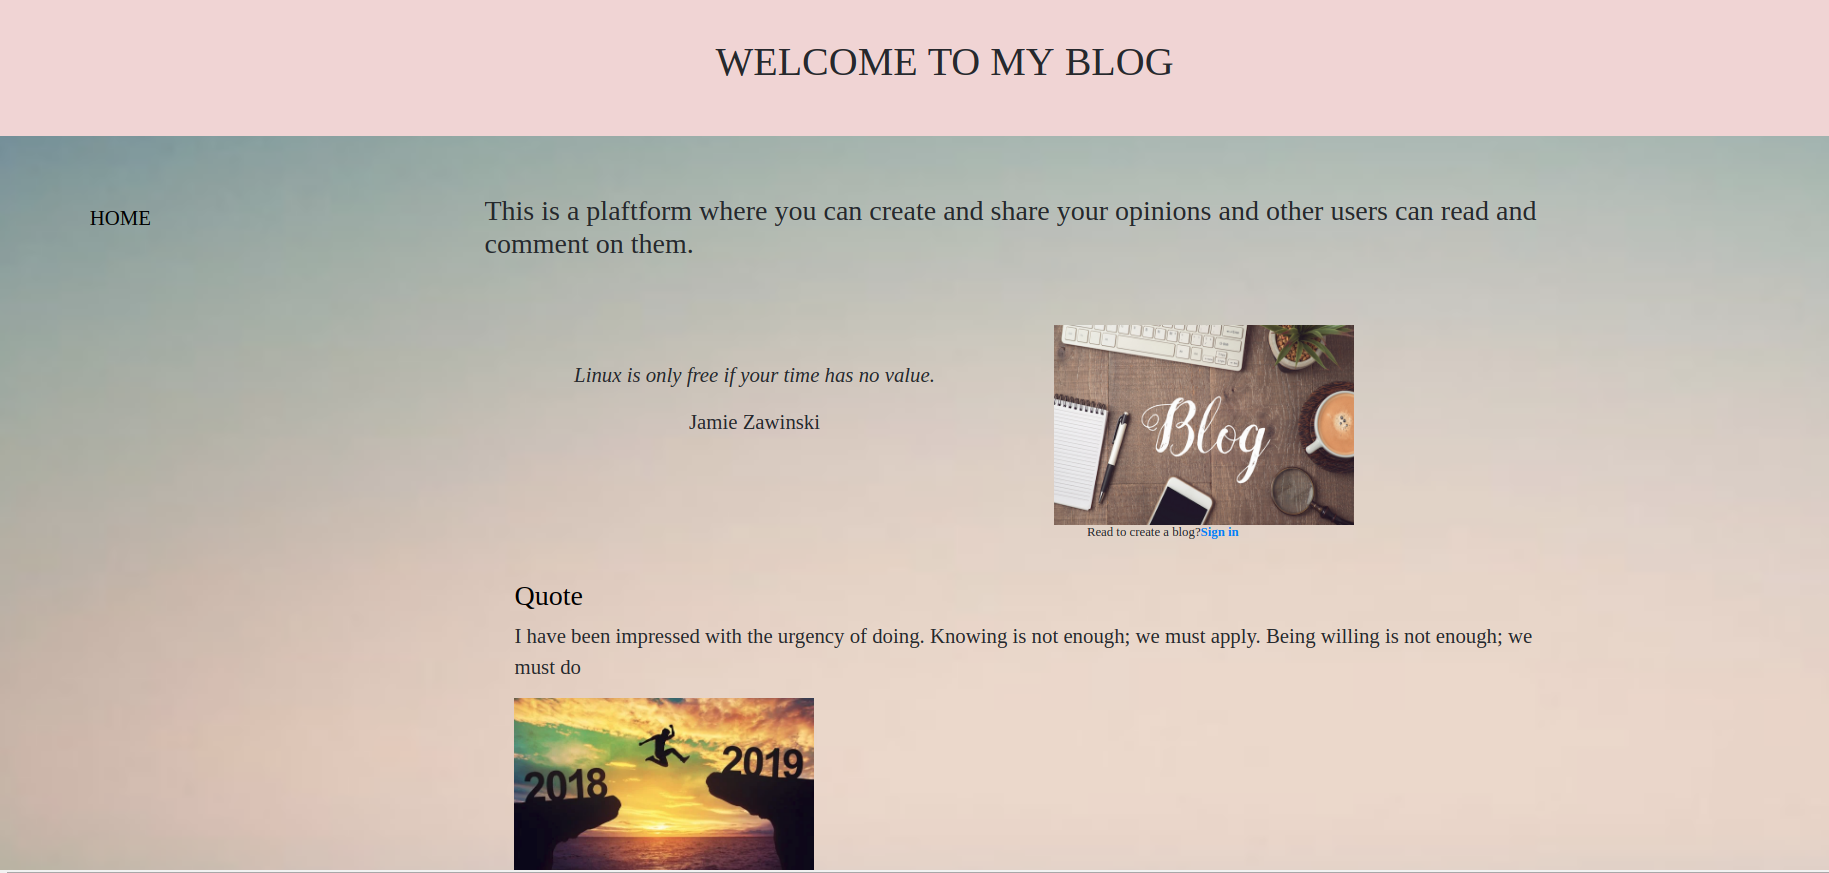 WELCOME TO MY BLOG
HOME
This is a plaftform where you can create and share your opinions and other users can read and
comment on them.
Linux is only free if your time has no value.
Jamie Zawinski
Blog
Read to create a blog?Sign in
Quote
I have been impressed with the urgency of doing. Knowing is not enough; we must apply. Being willing is not enough; we
must do
2018
2019